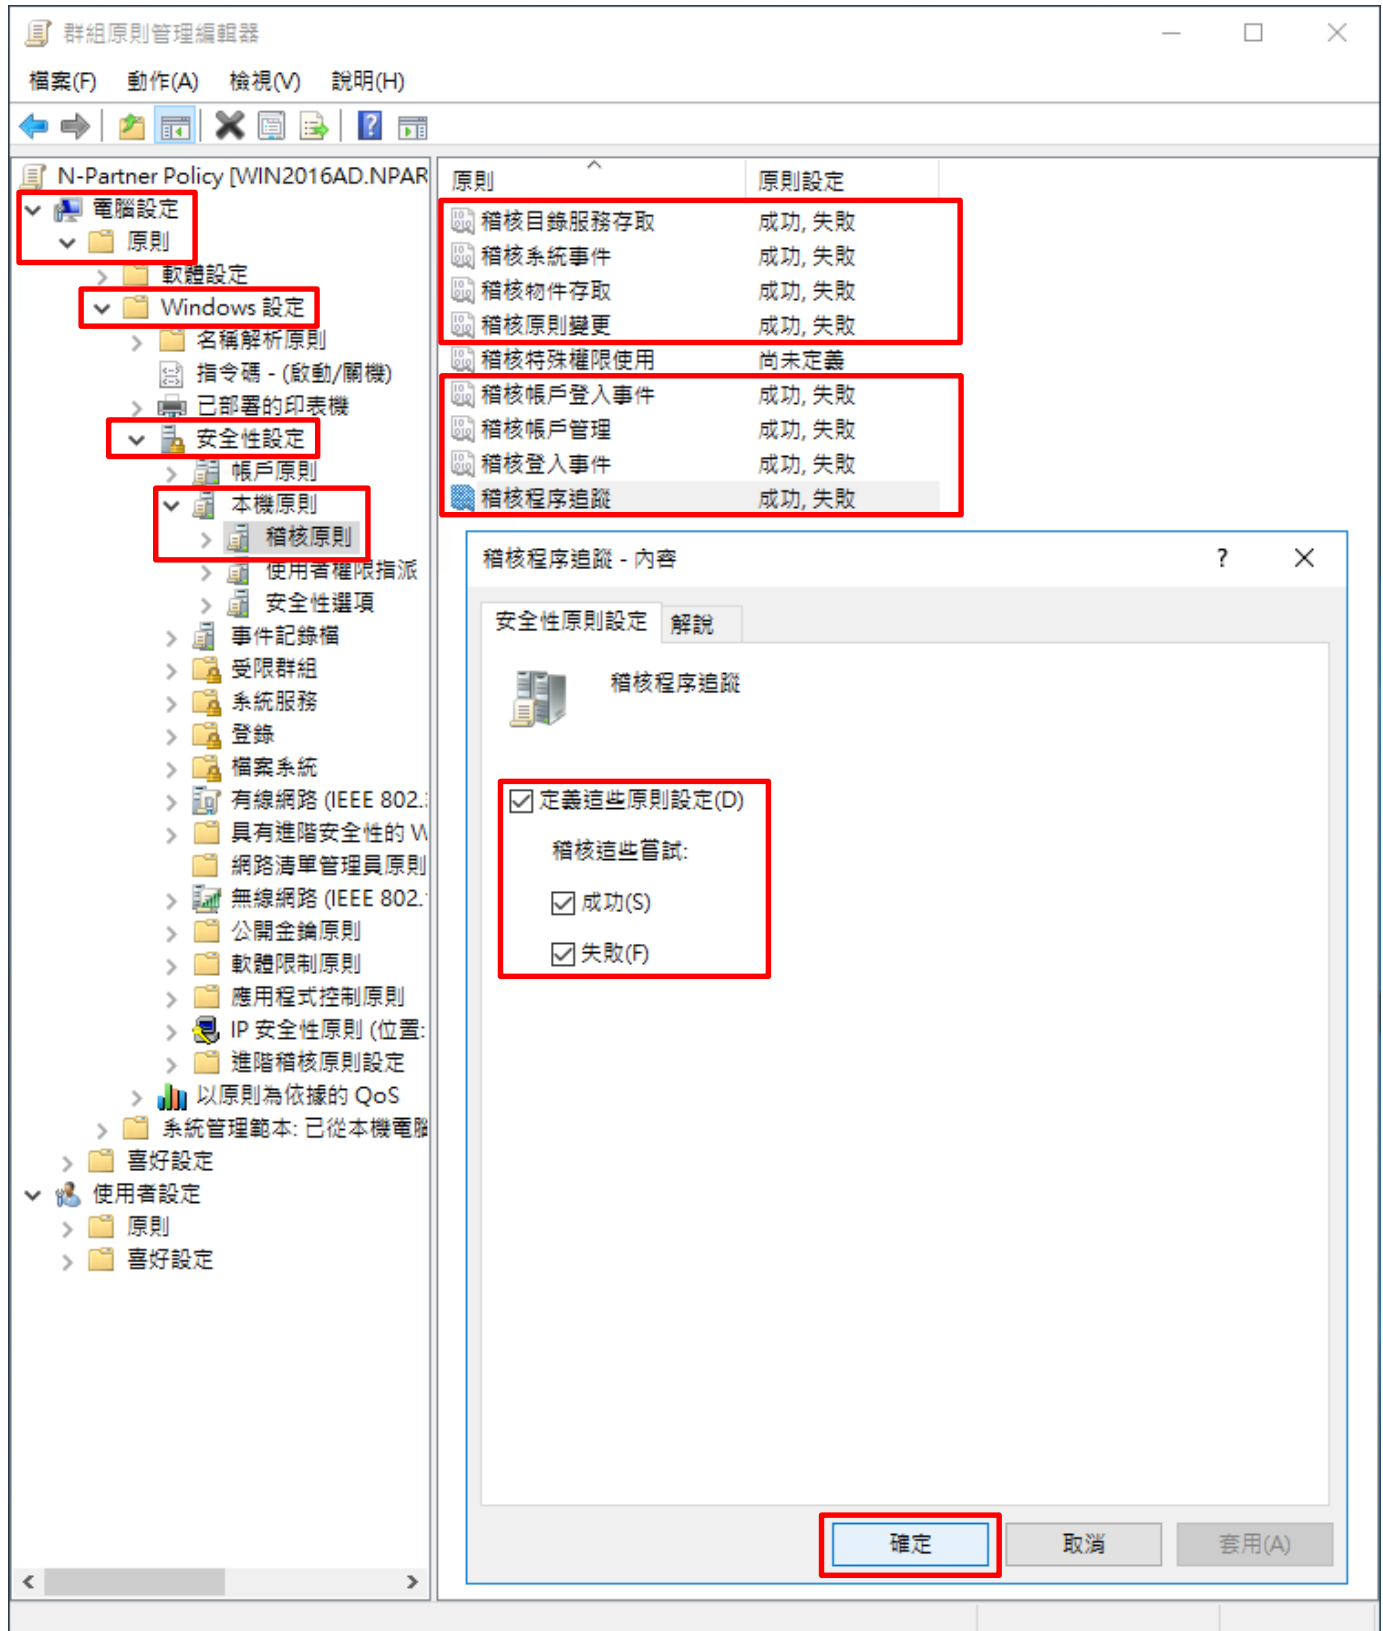 群組原則管理編輯器
檔案(F) 動作(A) 檢視(V) 說明(H)
N-Partner Policy [WIN2016AD.NPAR
電腦設定
原則
軟體設定
Windows 設定
名稱解析原則
指令碼 - (啟動/關機)
已部署的印表機
安全性設定
帳戶原則
本機原則
稽核原則
使用者權限指派
安全性選項
事件記錄檔
受限群組
系統服務
登錄
檔案系統
有線網路 (IEEE 802.
具有進階安全性的 W
網路清單管理員原則
無線網路 (IEEE 802.
公開金鑰原則
軟體限制原則
應用程式控制原則
IP 安全性原則 (位置:
進階稽核原則設定
以原則為依據的 QoS
系統管理範本: 已從本機電腦
喜好設定
使用者設定
原則
喜好設定
原則 原則設定
稽核目錄服務存取 成功, 失敗
稽核系統事件 成功, 失敗
稽核物件存取 成功, 失敗
稽核原則變更 成功, 失敗
稽核特殊權限使用 尚未定義
稽核帳戶登入事件 成功, 失敗
稽核帳戶管理 成功, 失敗
稽核登入事件 成功, 失敗
稽核程序追蹤 成功, 失敗
稽核程序追蹤 - 內容 ?
安全性原則設定 解說
稽核程序追蹤
定義這些原則設定(D)
稽核這些嘗試:
成功(S)
失敗(F)
確定 取消 套用(A)